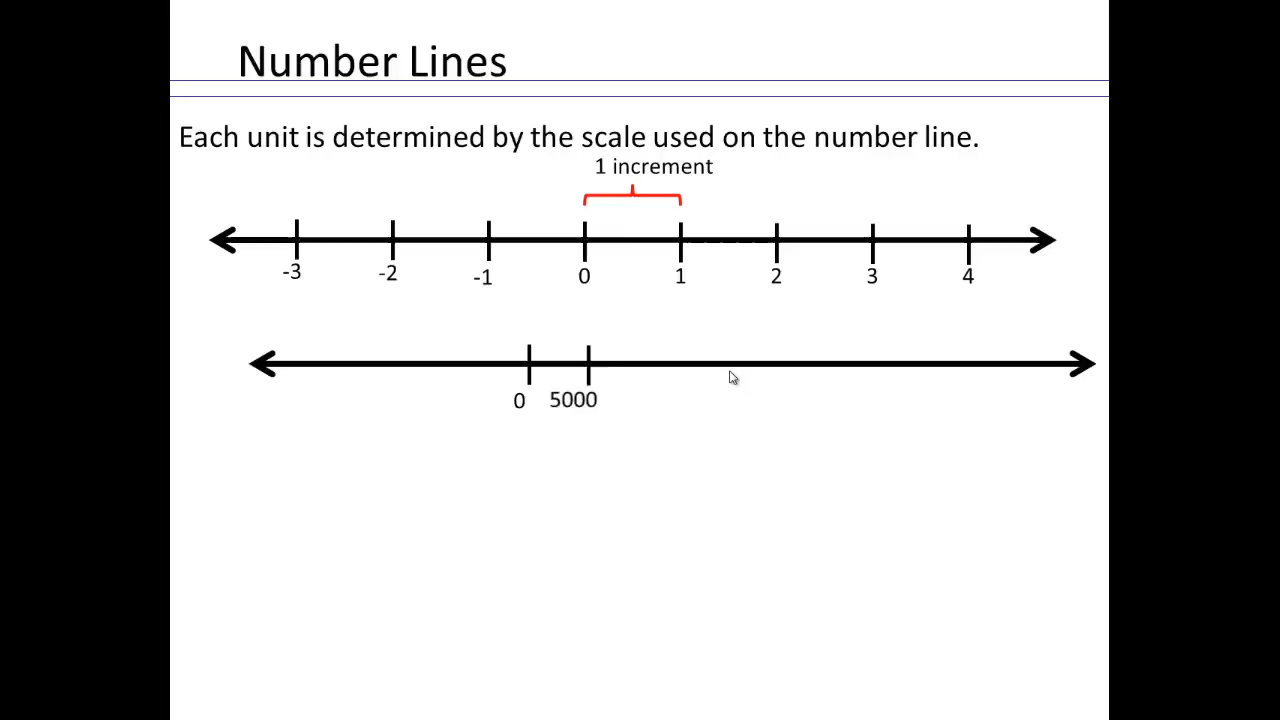 Number Lines
Each unit is determined by the scale used on the number line.
1 increment
-3 -2 -1 0 1 2 3 4
0 5000